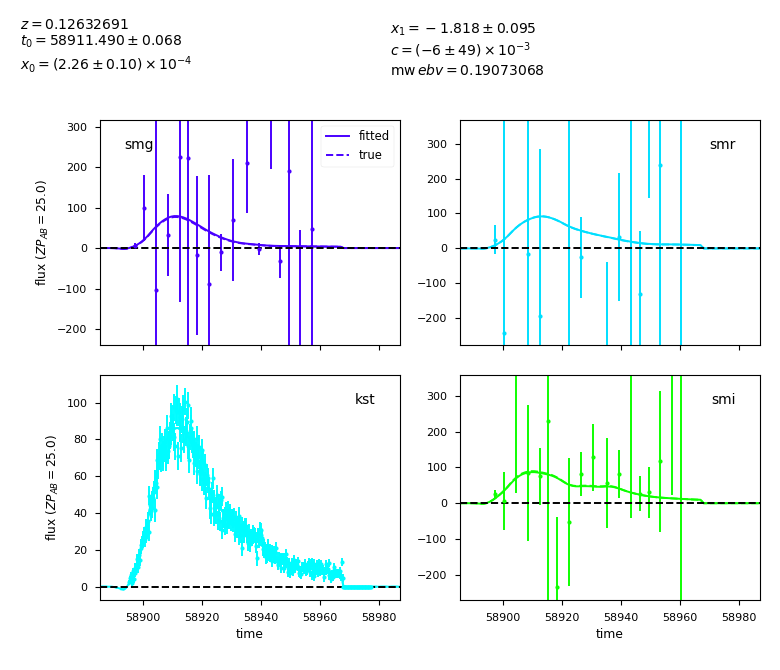 z = 0.12632691
t0 = 58911.490 ± 0.068
x0 = (2.26 ± 0.10) × 10⁻⁴
x1 = −1.818 ± 0.095
c = (−6 ± 49) × 10⁻³
mw ebv = 0.19073068
300
200
100
0
−100
−200
flux (ZP_AB = 25.0)
smg
fitted
true
300
200
100
0
−100
−200
smr
100
80
60
40
20
0
flux (ZP_AB = 25.0)
kst
58900 58920 58940 58960 58980
time
300
200
100
0
−100
−200
smi
58900 58920 58940 58960 58980
time